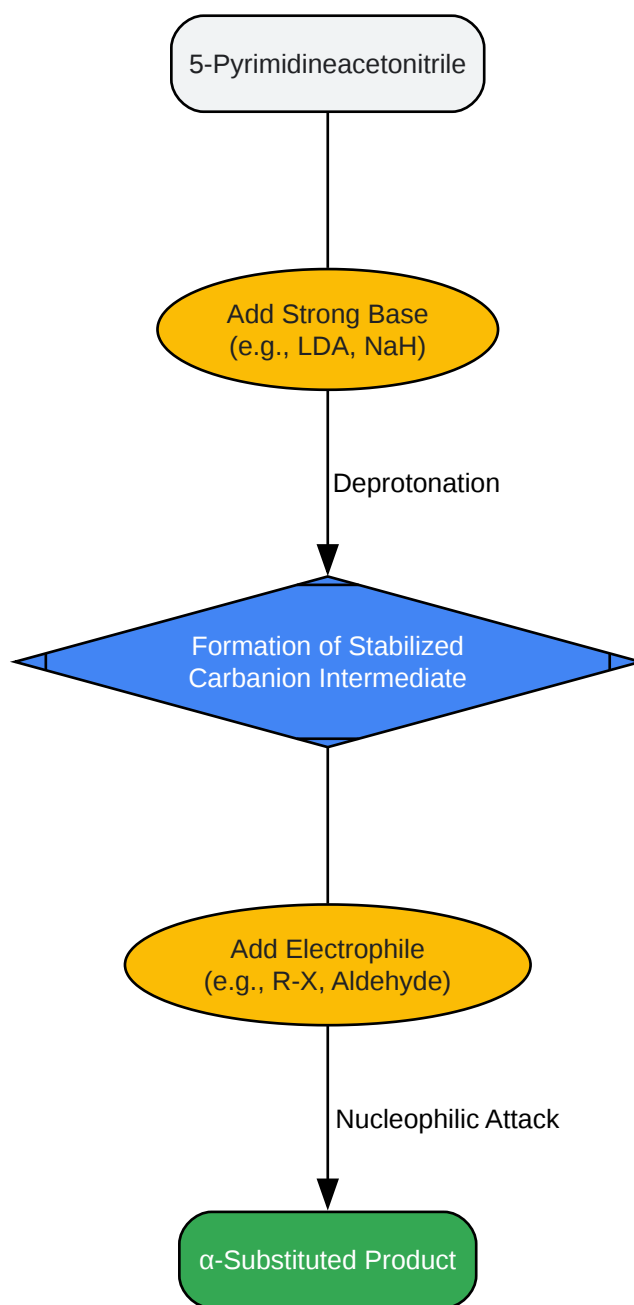 5-Pyrimidineacetonitrile
Add Strong Base
(e.g., LDA, NaH)
Deprotonation
Formation of Stabilized
Carbanion Intermediate
Add Electrophile
(e.g., R-X, Aldehyde)
Nucleophilic Attack
α-Substituted Product